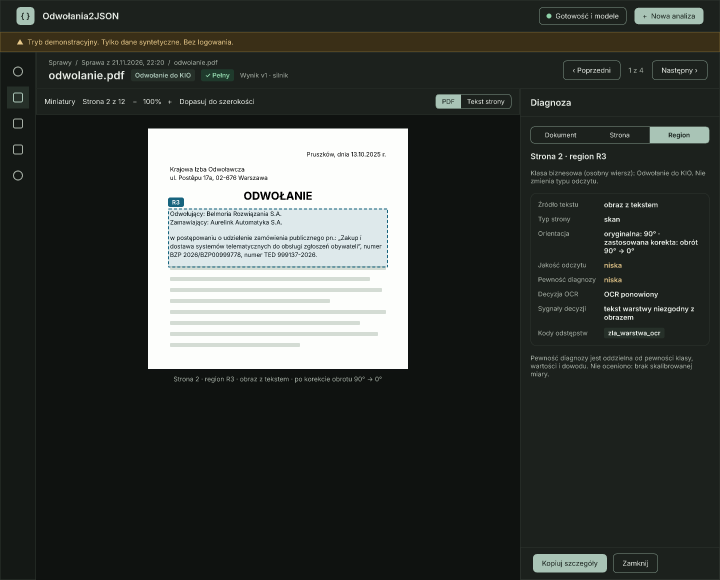 { } Odwołania2JSON
Gotowość i modele
+ Nowa analiza
▲ Tryb demonstracyjny. Tylko dane syntetyczne. Bez logowania.
Sprawy / Sprawa z 21.11.2026, 22:20 / odwolanie.pdf
odwolanie.pdf Odwołanie do KIO ✓ Pełny Wynik v1 · silnik
‹ Poprzedni 1 z 4 Następny ›
Miniatury Strona 2 z 12 − 100% + Dopasuj do szerokości
PDF Tekst strony
Pruszków, dnia 13.10.2025 r.
Krajowa Izba Odwoławcza
ul. Postępu 17a, 02-676 Warszawa
ODWOŁANIE
R3
Odwołujący: Belmoria Rozwiązania S.A.
Zamawiający: Aurelink Automatyka S.A.
w postępowaniu o udzielenie zamówienia publicznego pn.: „Zakup i
dostawa systemów telematycznych do obsługi zgłoszeń obywateli”, numer
BZP 2026/BZP00999778, numer TED 999137-2026.
Strona 2 · region R3 · obraz z tekstem · po korekcie obrotu 90° → 0°
Diagnoza
Dokument Strona Region
Strona 2 · region R3
Klasa biznesowa (osobny wiersz): Odwołanie do KIO. Nie
zmienia typu odczytu.
Źródło tekstu obraz z tekstem
Typ strony skan
Orientacja oryginalna: 90° ·
zastosowana korekta: obrót
90° → 0°
Jakość odczytu niska
Pewność diagnozy niska
Decyzja OCR OCR ponowiony
Sygnały decyzji tekst warstwy niezgodny z
obrazem
Kody odstępstw zla_warstwa_ocr
Pewność diagnozy jest oddzielna od pewności klasy,
wartości i dowodu. Nie oceniono: brak skalibrowanej
miary.
Kopiuj szczegóły Zamknij